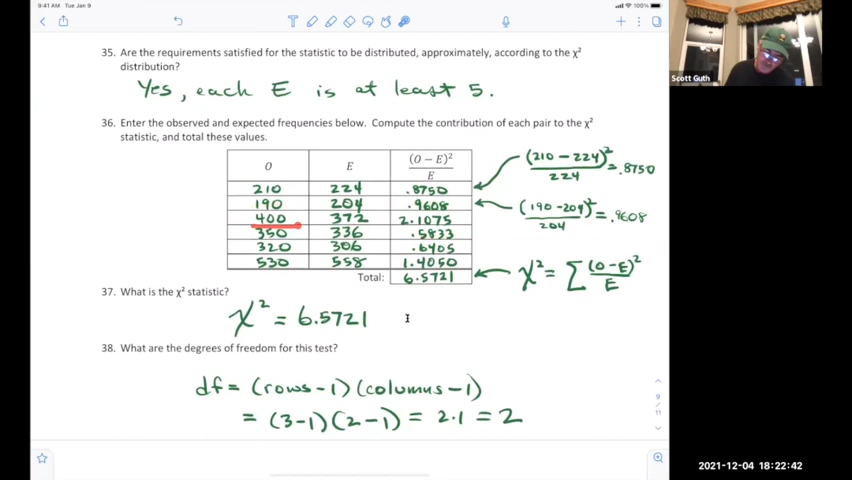 9:41 AM Tue Jan 9
100%
35. Are the requirements satisfied for the statistic to be distributed, approximately, according to the χ²
distribution?
Yes, each E is at least 5.
36. Enter the observed and expected frequencies below. Compute the contribution of each pair to the χ²
statistic, and total these values.
O E (O − E)²/E
210 224 .8750
190 204 .9608
400 372 2.1075
350 336 .5833
320 306 .6405
530 558 1.4050
Total: 6.5721
(210 − 224)²/224 = .8750
(190 − 204)²/204 = .9608
χ² = Σ (O − E)²/E
37. What is the χ² statistic?
χ² = 6.5721
38. What are the degrees of freedom for this test?
df = (rows − 1)(columns − 1)
= (3 − 1)(2 − 1) = 2·1 = 2
9
/
11
Scott Guth
2021-12-04 18:22:42